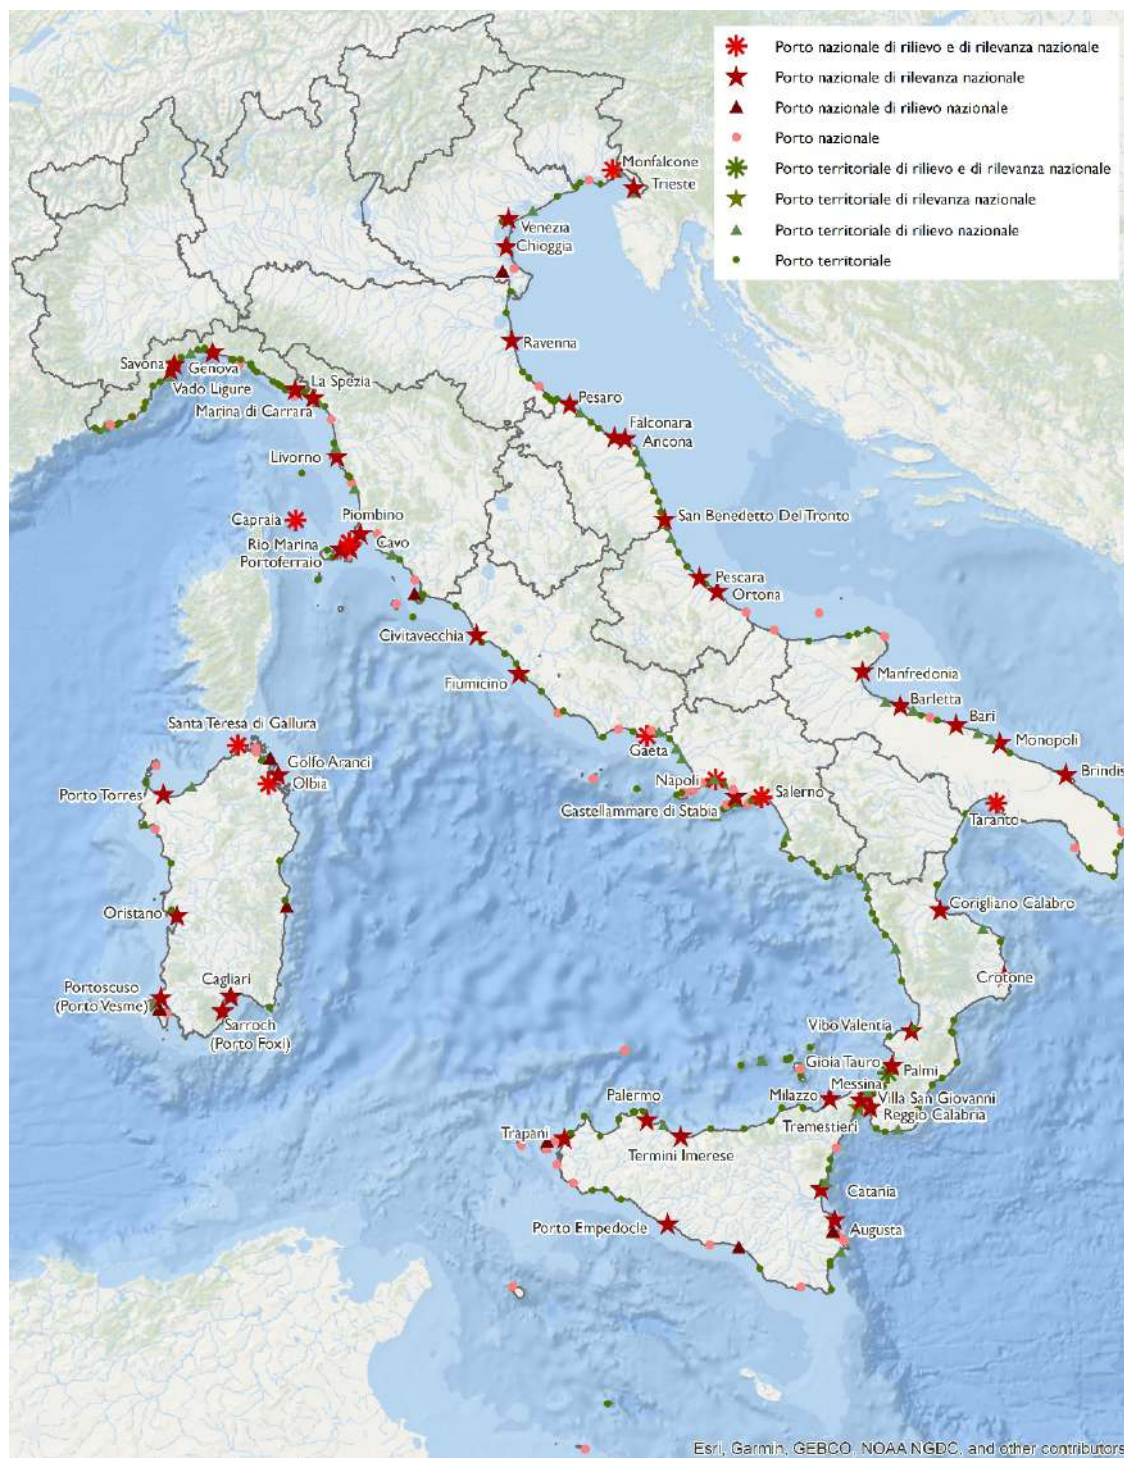 Porto nazionale di rilievo e di rilevanza nazionale
Porto nazionale di rilevanza nazionale
Porto nazionale di rilievo nazionale
Porto nazionale
Porto territoriale di rilievo e di rilevanza nazionale
Porto territoriale di rilevanza nazionale
Porto territoriale di rilievo nazionale
Porto territoriale
Monfalcone
Trieste
Venezia
Chioggia
Ravenna
Savona
Genova
Vado Ligure
La Spezia
Marina di Carrara
Pesaro
Falconara
Ancona
Livorno
Capraia
Piombino
Cavo
Rio Marina
Portoferraio
San Benedetto Del Tronto
Pescara
Ortona
Civitavecchia
Fiumicino
Manfredonia
Barletta
Bari
Monopoli
Brindis
Santa Teresa di Gallura
Golfo Aranci
Olbia
Porto Torres
Gaeta
Napoli
Salerno
Castellammare di Stabia
Taranto
Oristano
Corigliano Calabro
Crotone
Cagliari
Portoscuso
(Porto Vesme)
Sarroch
(Porto Foxi)
Vibo Valentia
Gioia Tauro
Palmi
Messina
Milazzo
Villa San Giovanni
Reggio Calabria
Tremestieri
Palermo
Trapani
Termini Imerese
Catania
Porto Empedocle
Augusta
Esri, Garmin, GEBCO, NOAA NGDC, and other contributors